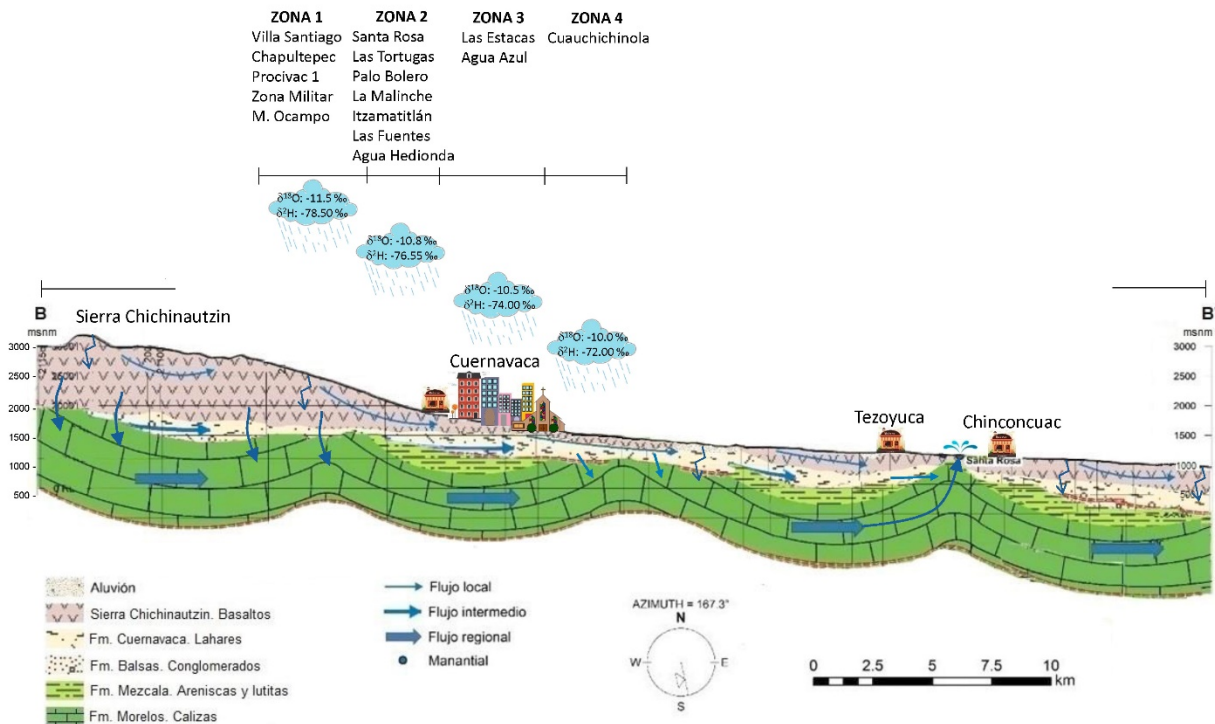 ZONA 1
Villa Santiago
Chapultepec
Procivac 1
Zona Militar
M. Ocampo
ZONA 2
Santa Rosa
Las Tortugas
Palo Bolero
La Malinche
Itzamatitlán
Las Fuentes
Agua Hedionda
ZONA 3
Las Estacas
Agua Azul
ZONA 4
Cuauchichinola
δ¹⁸O: -11.5 ‰
δ²H: -78.50 ‰
δ¹⁸O: -10.8 ‰
δ²H: -76.55 ‰
δ¹⁸O: -10.5 ‰
δ²H: -74.00 ‰
δ¹⁸O: -10.0 ‰
δ²H: -72.00 ‰
B
msnm
3000
2500
2000
1500
1000
500
Sierra Chichinautzin
Cuernavaca
Tezoyuca
Chinconcuac
Santa Rosa
B'
msnm
3000
2500
2000
1500
1000
500
Aluvión
Sierra Chichinautzin. Basaltos
Fm. Cuernavaca. Lahares
Fm. Balsas. Conglomerados
Fm. Mezcala. Areniscas y lutitas
Fm. Morelos. Calizas
Flujo local
Flujo intermedio
Flujo regional
Manantial
AZIMUTH = 167.3°
N
W
E
S
0 2.5 5 7.5 10
km